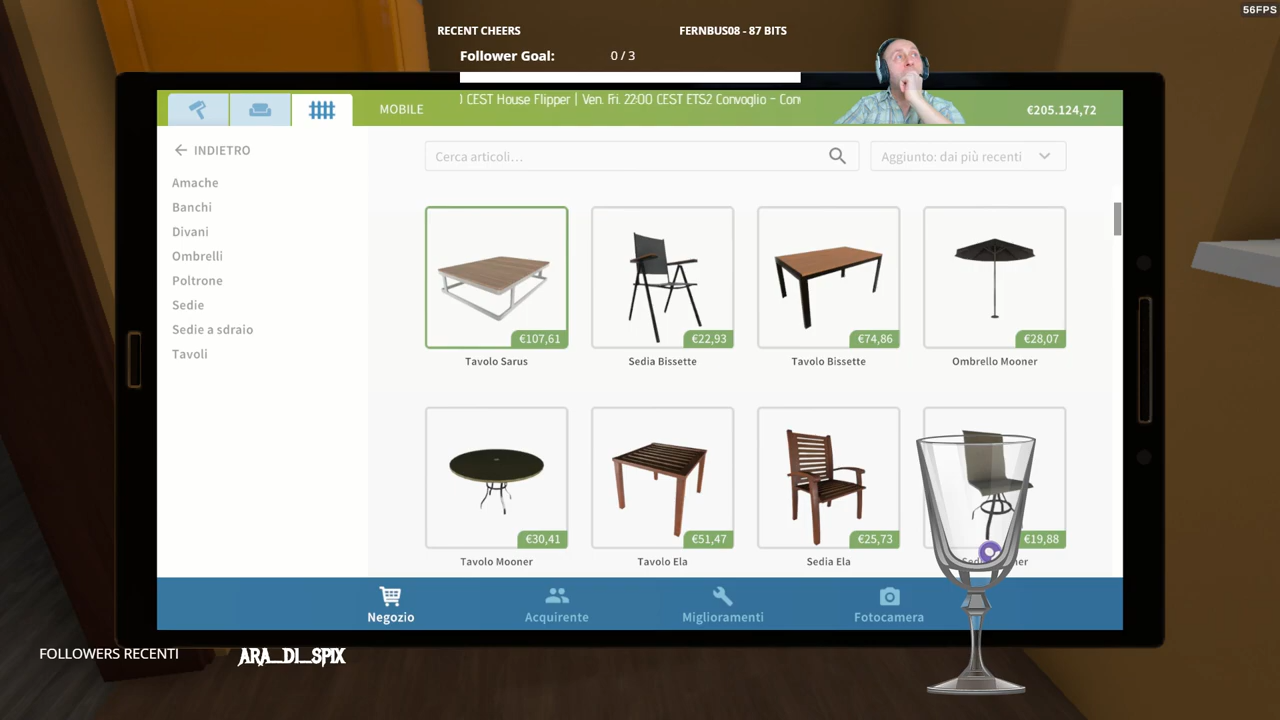 56FPS
RECENT CHEERS FERNBUS08 - 87 BITS
Follower Goal: 0 / 3
MOBILE
) CEST House Flipper | Ven. Fri. 22:00 CEST ETS2 Convoglio - Con
€205.124,72
INDIETRO
Cerca articoli...
Aggiunto: dai più recenti
Amache
Banchi
Divani
Ombrelli
Poltrone
Sedie
Sedie a sdraio
Tavoli
€107,61 €22,93 €74,86 €28,07
Tavolo Sarus Sedia Bissette Tavolo Bissette Ombrello Mooner
€30,41 €51,47 €25,73 €19,88
Tavolo Mooner Tavolo Ela Sedia Ela
Negozio Acquirente Miglioramenti Fotocamera
FOLLOWERS RECENTI ARA_DI_SPIX